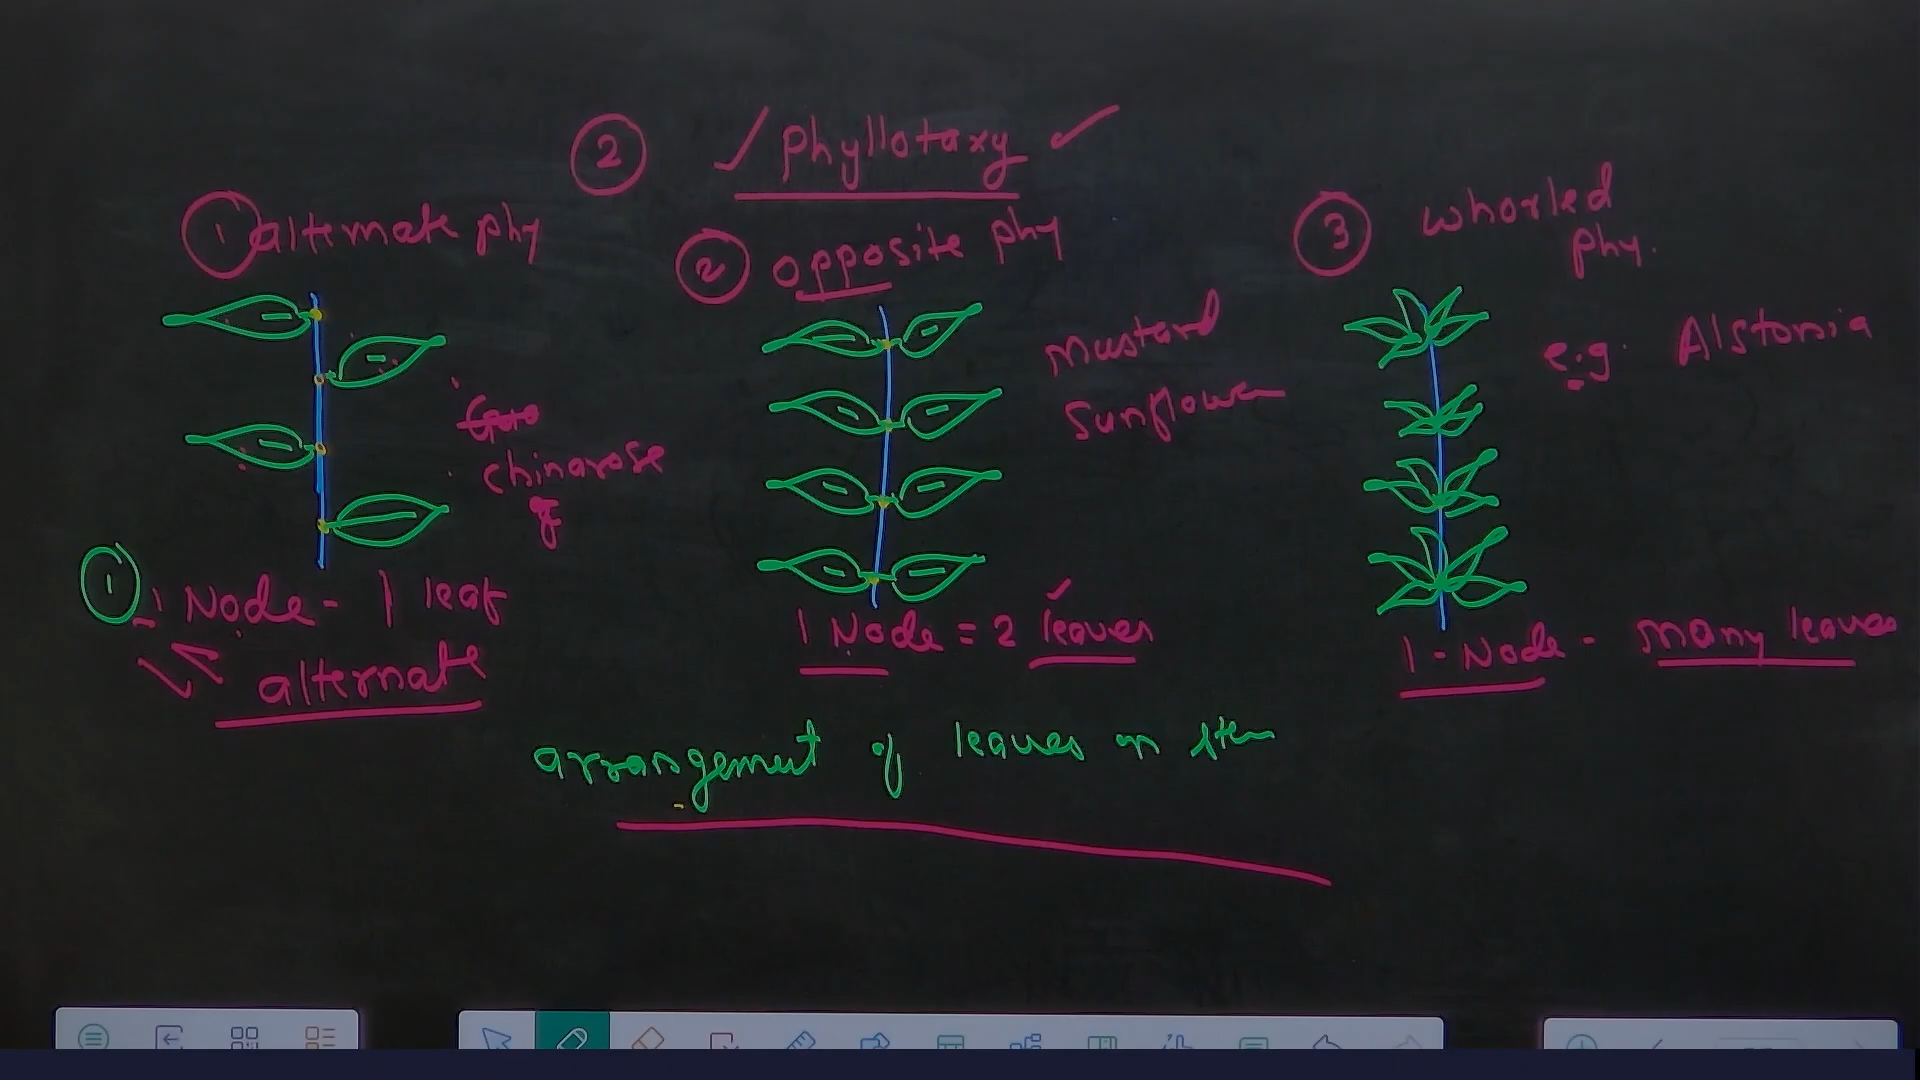 ② Phyllotaxy
① alternate phy
② opposite phy
③ whorled
phy.
Mustard
Sunflower
e.g. Alstonia
chinarose
① 1 Node - 1 leaf
alternate
1 Node = 2 leaves
1 - Node - many leaves
arrangement of leaves on stem